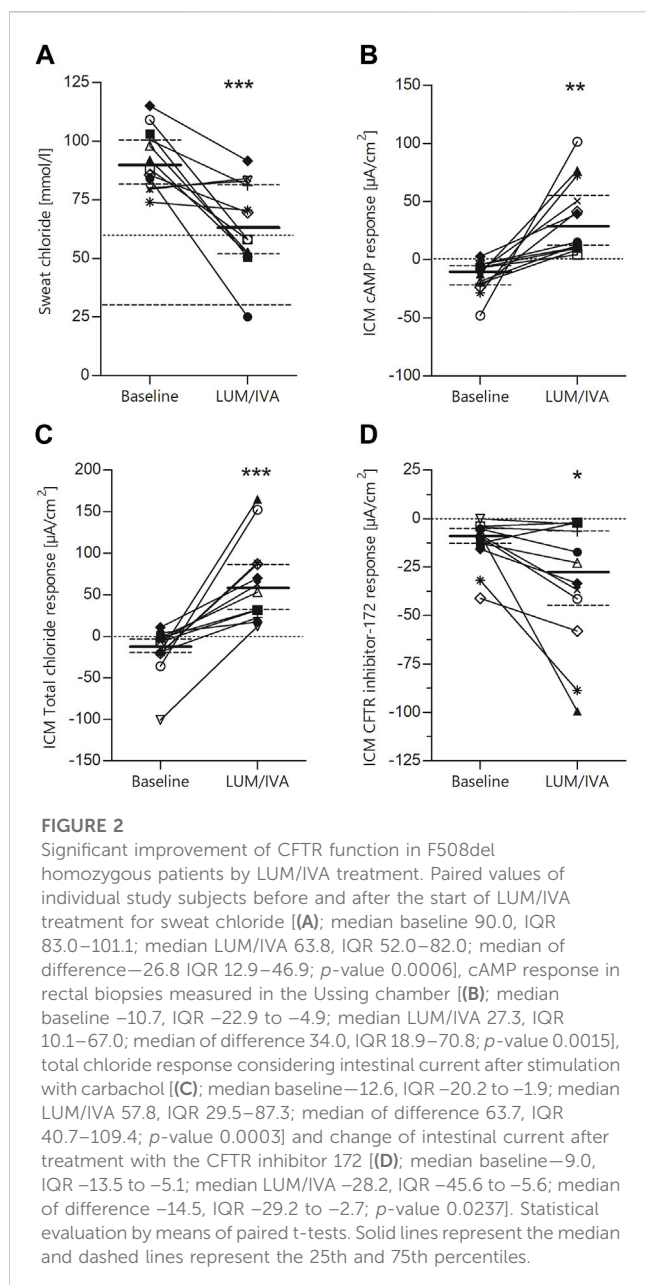 A
***
125
100
75
50
25
0
Sweat chloride [mmol/l]
Baseline LUM/IVA
B
**
150
100
50
0
-50
-100
ICM cAMP response [µA/cm²]
Baseline LUM/IVA
C
***
200
150
100
50
0
-50
-100
-150
ICM Total chloride response [µA/cm²]
Baseline LUM/IVA
D
*
25
0
-25
-50
-75
-100
-125
ICM CFTR inhibitor-172 response [µA/cm²]
Baseline LUM/IVA
FIGURE 2
Significant improvement of CFTR function in F508del
homozygous patients by LUM/IVA treatment. Paired values of
individual study subjects before and after the start of LUM/IVA
treatment for sweat chloride [(A); median baseline 90.0, IQR
83.0–101.1; median LUM/IVA 63.8, IQR 52.0–82.0; median of
difference—26.8 IQR 12.9–46.9; p-value 0.0006], cAMP response in
rectal biopsies measured in the Ussing chamber [(B); median
baseline –10.7, IQR –22.9 to –4.9; median LUM/IVA 27.3, IQR
10.1–67.0; median of difference 34.0, IQR 18.9–70.8; p-value 0.0015],
total chloride response considering intestinal current after stimulation
with carbachol [(C); median baseline—12.6, IQR –20.2 to –1.9; median
LUM/IVA 57.8, IQR 29.5–87.3; median of difference 63.7, IQR
40.7–109.4; p-value 0.0003] and change of intestinal current after
treatment with the CFTR inhibitor 172 [(D); median baseline—9.0,
IQR –13.5 to –5.1; median LUM/IVA –28.2, IQR –45.6 to –5.6; median
of difference –14.5, IQR –29.2 to –2.7; p-value 0.0237]. Statistical
evaluation by means of paired t-tests. Solid lines represent the median
and dashed lines represent the 25th and 75th percentiles.